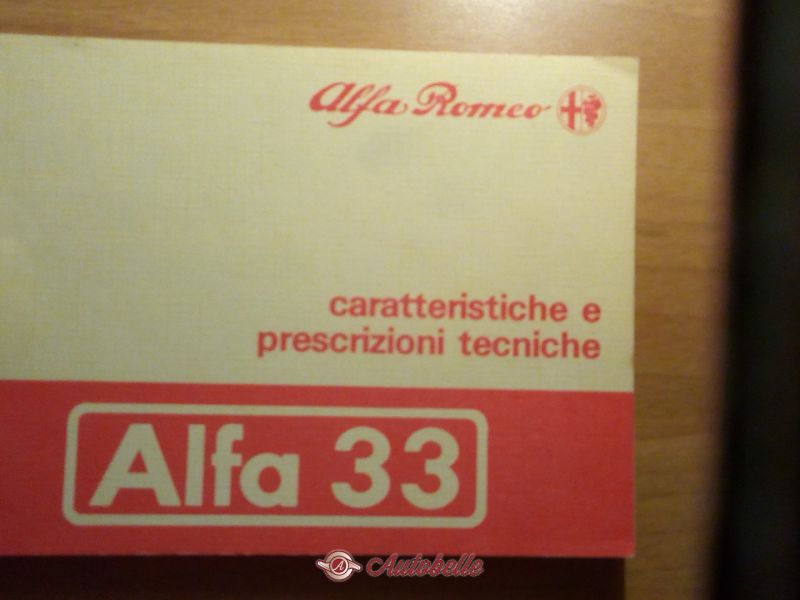 Alfa Romeo
caratteristiche e
prescrizioni tecniche
Alfa 33
Autobelle